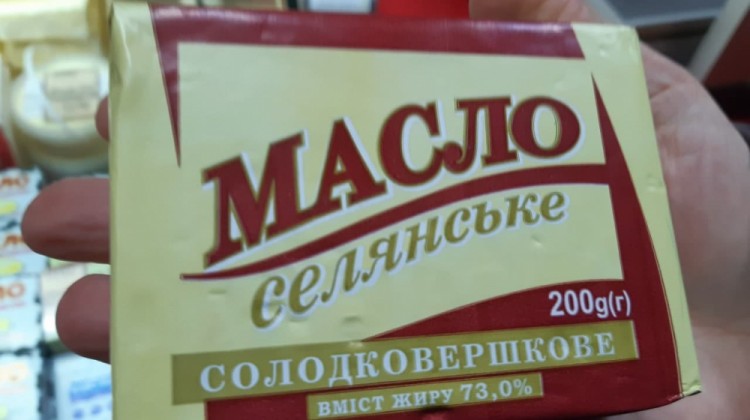 МАСЛО
селянське
200g(г)
СОЛОДКОВЕРШКОВЕ
ВМІСТ ЖИРУ 73,0%